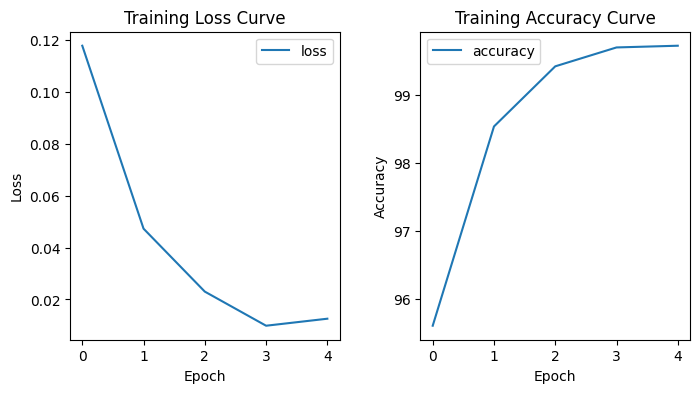 Training Loss Curve
loss
0.12
0.10
0.08
0.06
0.04
0.02
Loss
0 1 2 3 4
Epoch
Training Accuracy Curve
accuracy
99
98
97
96
Accuracy
0 1 2 3 4
Epoch